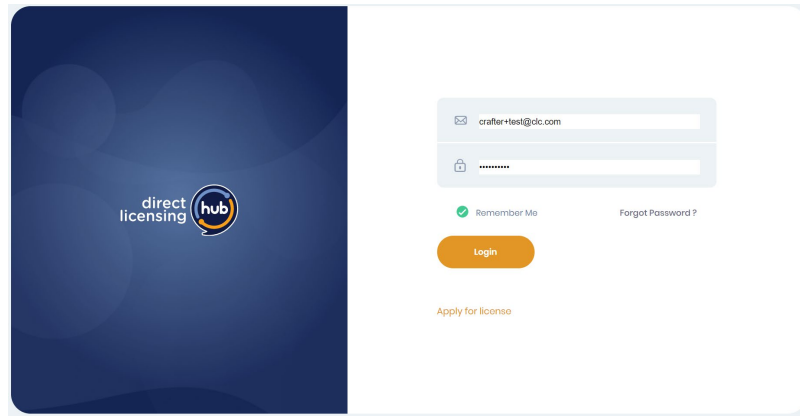 direct
licensing
hub
crafter+test@clc.com
••••••••••
Remember Me
Forgot Password ?
Login
Apply for license